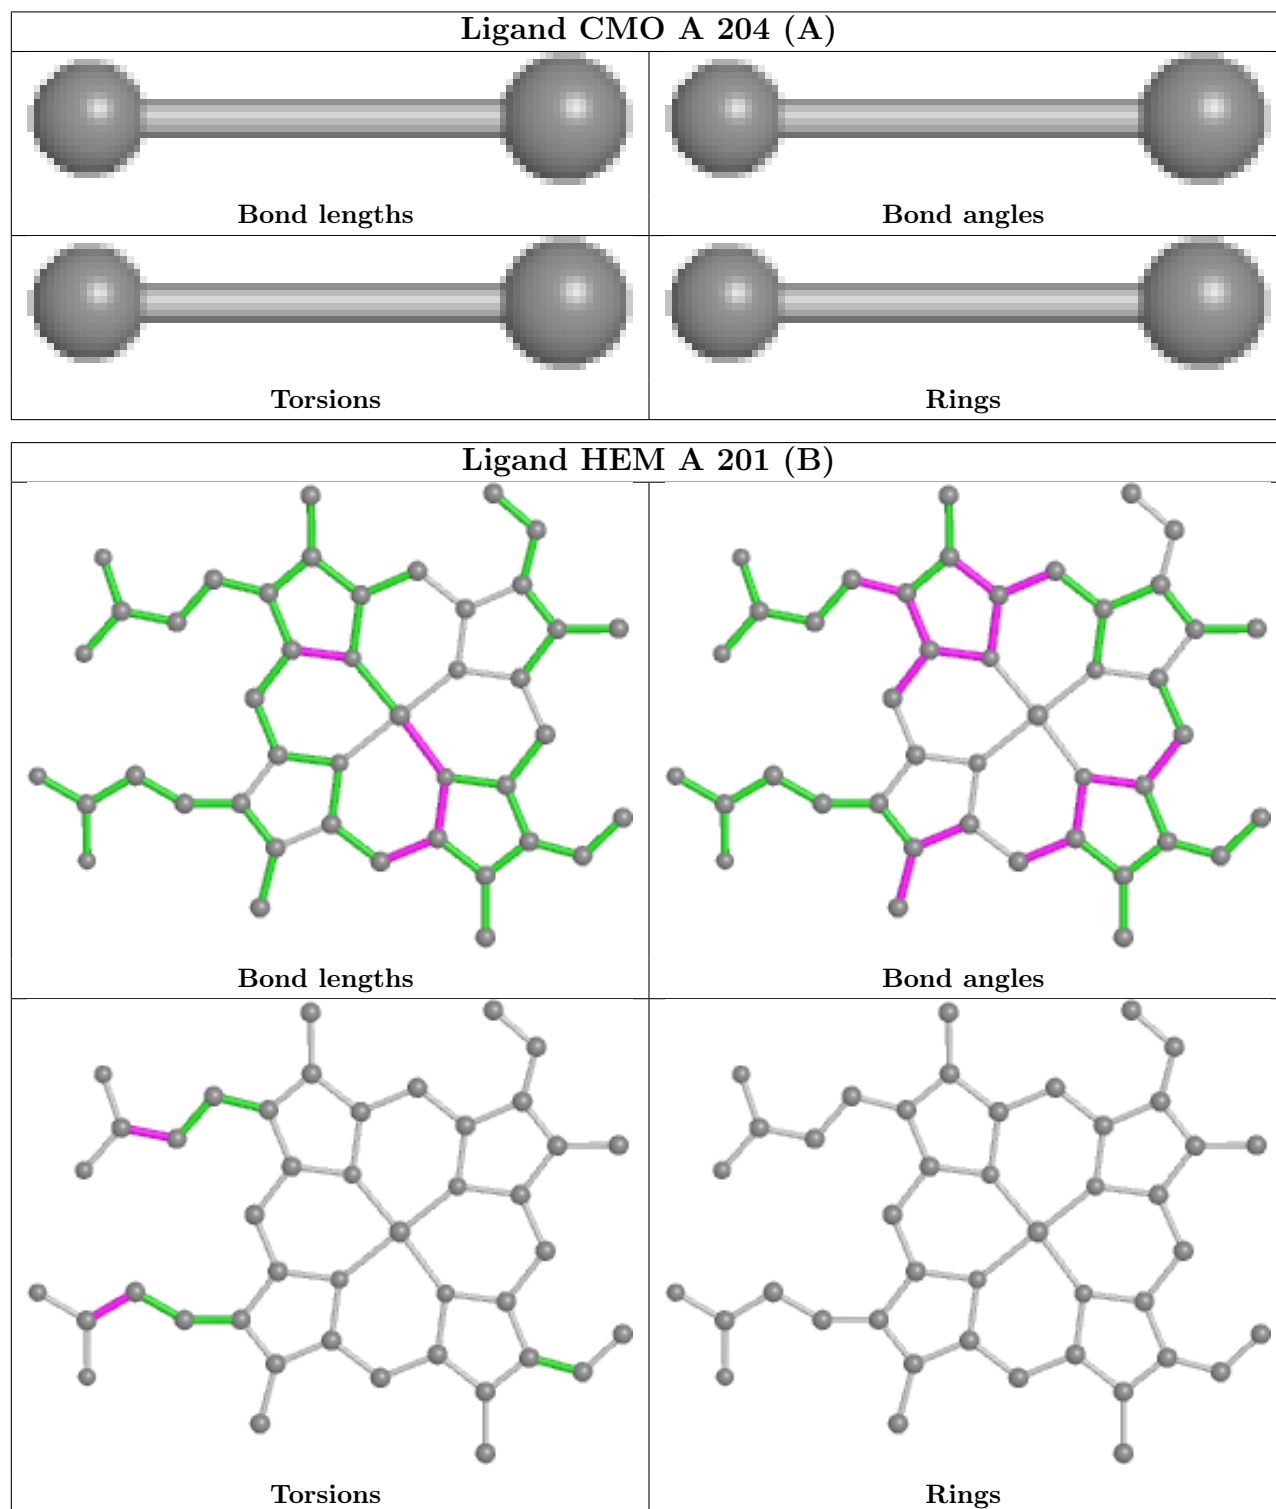 Ligand CMO A 204 (A)
Bond lengths
Bond angles
Torsions
Rings
Ligand HEM A 201 (B)
Bond lengths
Bond angles
Torsions
Rings